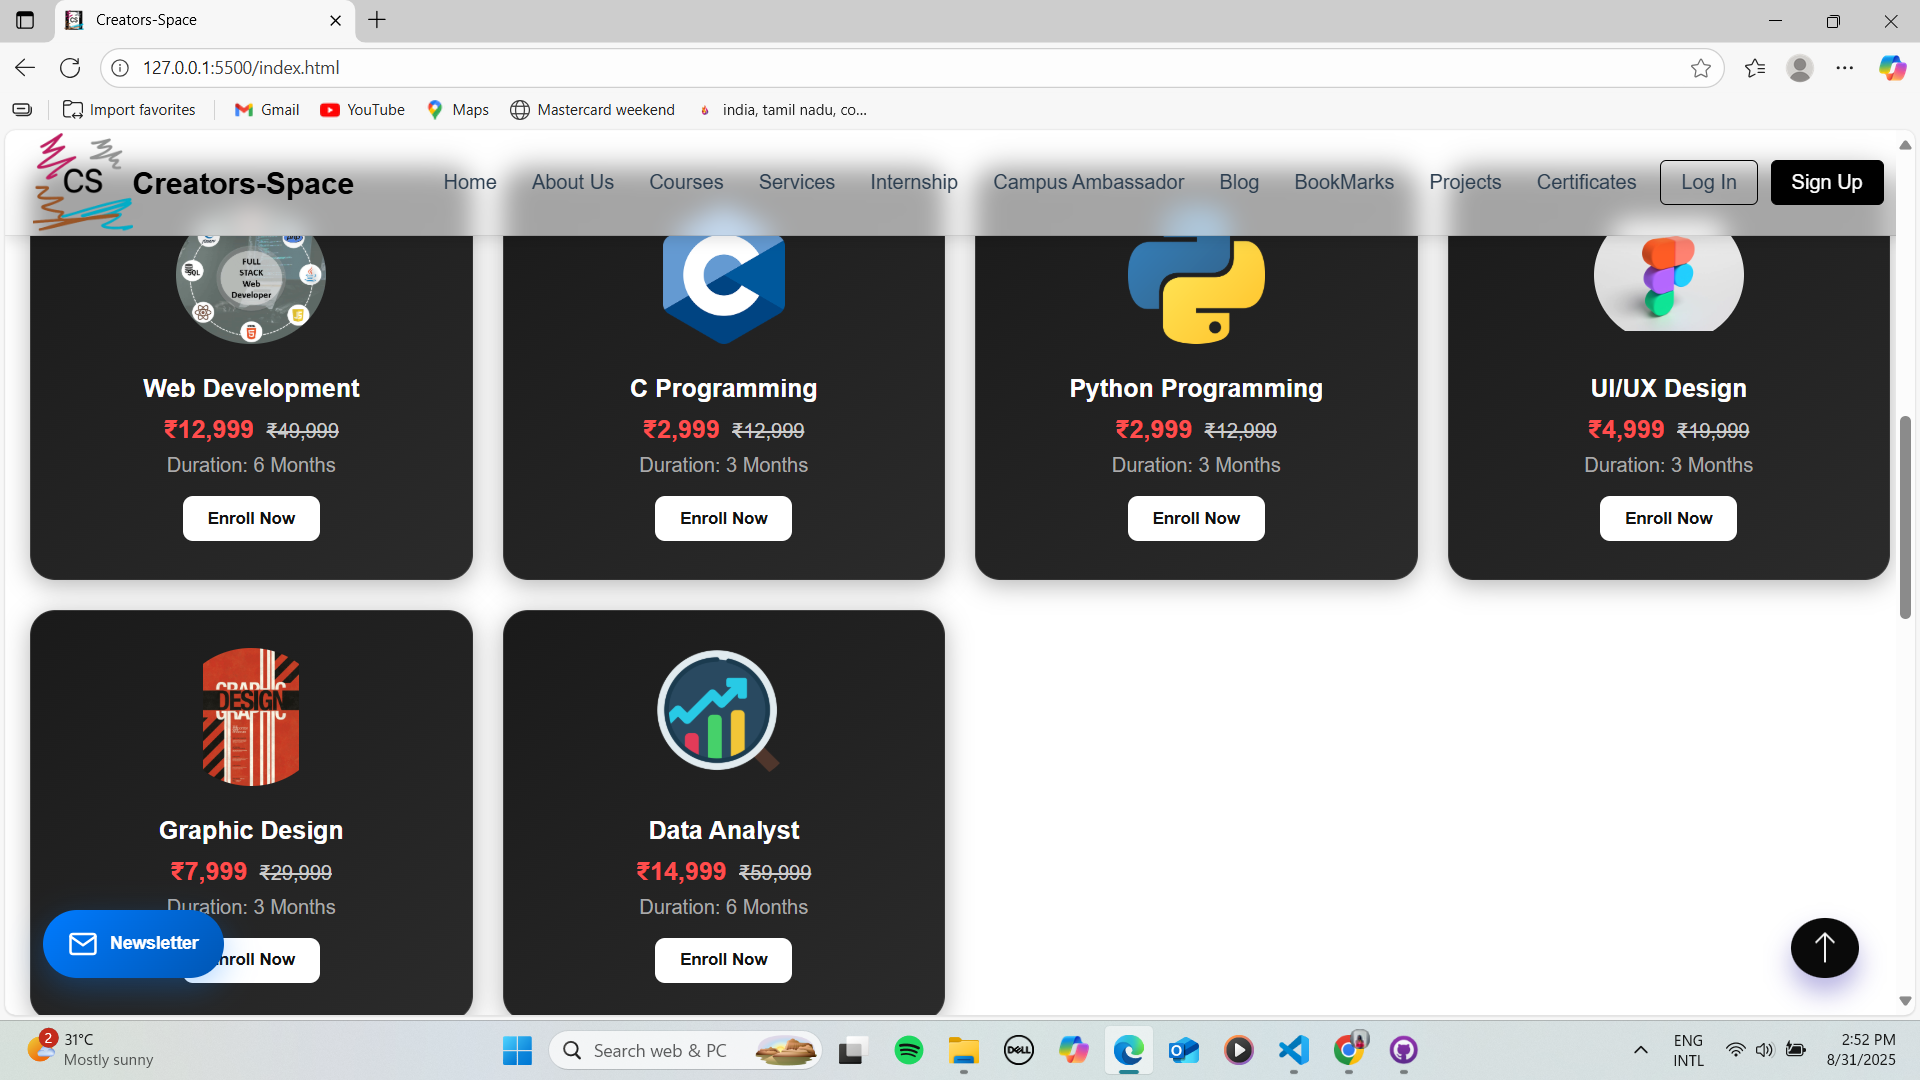 Creators-Space
127.0.0.1:5500/index.html
Import favorites
Gmail
YouTube
Maps
Mastercard weekend
india, tamil nadu, co...
CS
Creators-Space
Home
About Us
Courses
Services
Internship
Campus Ambassador
Blog
BookMarks
Projects
Certificates
Log In
Sign Up
FULL
STACK
Web
Developer
SQL
Web Development
₹12,999 ₹49,999
Duration: 6 Months
Enroll Now
C
C Programming
₹2,999 ₹12,999
Duration: 3 Months
Enroll Now
Python Programming
₹2,999 ₹12,999
Duration: 3 Months
Enroll Now
UI/UX Design
₹4,999 ₹19,999
Duration: 3 Months
Enroll Now
GRAPHIC
DESIGN
GRAPHIC
Graphic Design
₹7,999 ₹29,999
Duration: 3 Months
nroll Now
Data Analyst
₹14,999 ₹59,999
Duration: 6 Months
Enroll Now
Newsletter
2
31°C
Mostly sunny
Search web & PC
DELL
ENG
INTL
2:52 PM
8/31/2025